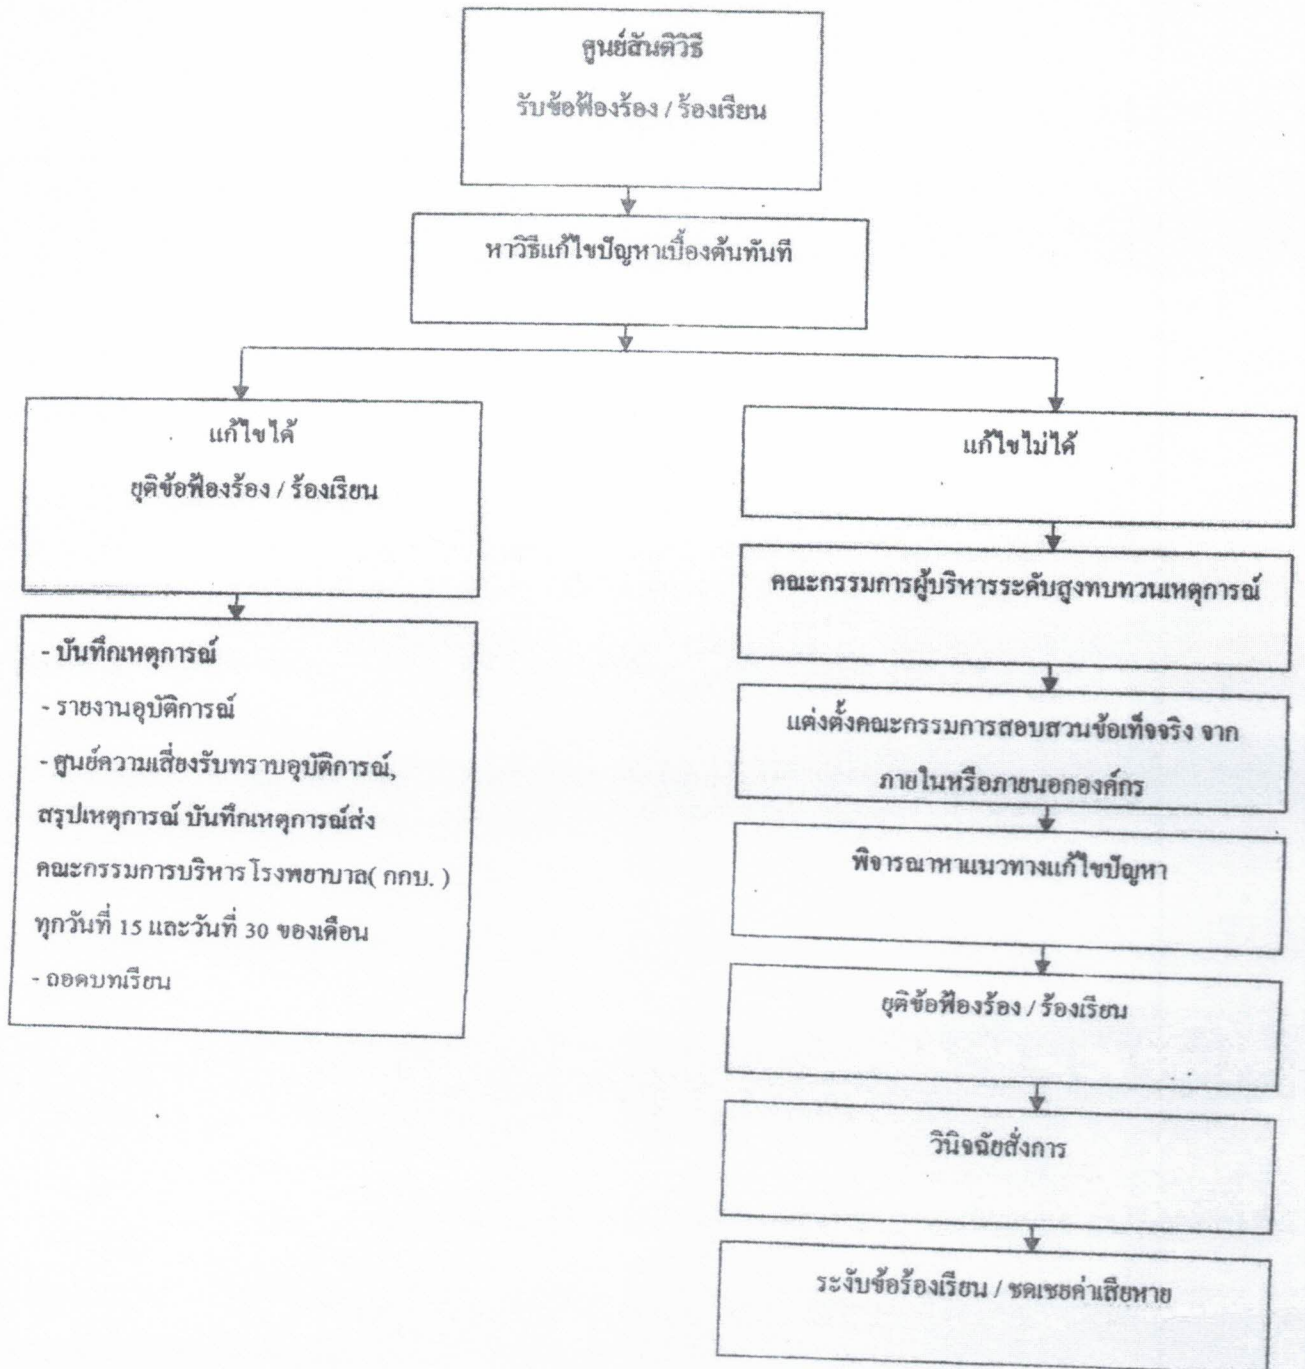 ศูนย์สันติวิธี
รับข้อฟ้องร้อง / ร้องเรียน
หาวิธีแก้ไขปัญหาเบื้องต้นทันที
แก้ไขได้
ยุติข้อฟ้องร้อง / ร้องเรียน
- บันทึกเหตุการณ์
- รายงานอุบัติการณ์
- ศูนย์ความเสี่ยงรับทราบอุบัติการณ์,
สรุปเหตุการณ์ บันทึกเหตุการณ์ส่ง
คณะกรรมการบริหารโรงพยาบาล( กกบ. )
ทุกวันที่ 15 และวันที่ 30 ของเดือน
- ถอดบทเรียน
แก้ไขไม่ได้
คณะกรรมการผู้บริหารระดับสูงทบทวนเหตุการณ์
แต่งตั้งคณะกรรมการสอบสวนข้อเท็จจริง จาก
ภายในหรือภายนอกองค์กร
พิจารณาหาแนวทางแก้ไขปัญหา
ยุติข้อฟ้องร้อง / ร้องเรียน
วินิจฉัยสั่งการ
ระงับข้อร้องเรียน / ชดเชยค่าเสียหาย